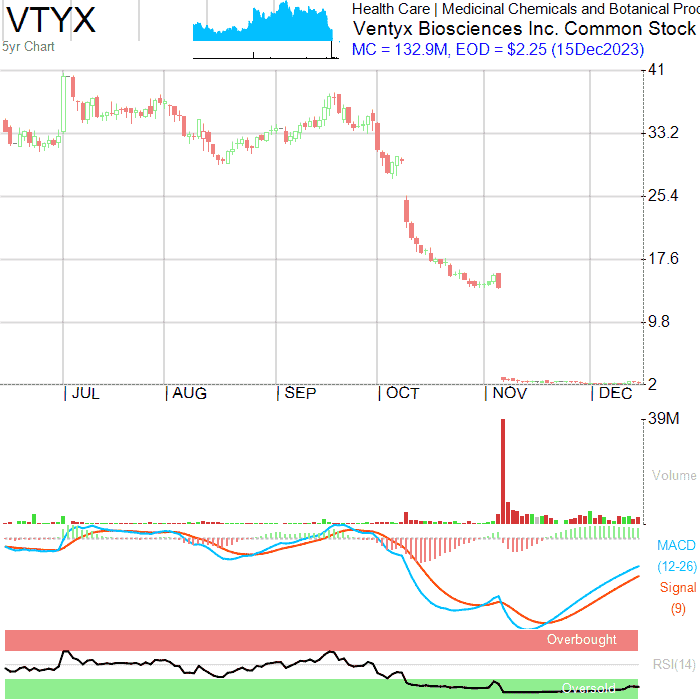 VTYX
5yr Chart
Health Care | Medicinal Chemicals and Botanical Proc
Ventyx Biosciences Inc. Common Stock
MC = 132.9M, EOD = $2.25 (15Dec2023)
41
33.2
25.4
17.6
9.8
2
| JUL | AUG | SEP | OCT | NOV | DEC
39M
Volume
MACD
(12-26)
Signal
(9)
Overbought
RSI(14)
Oversold